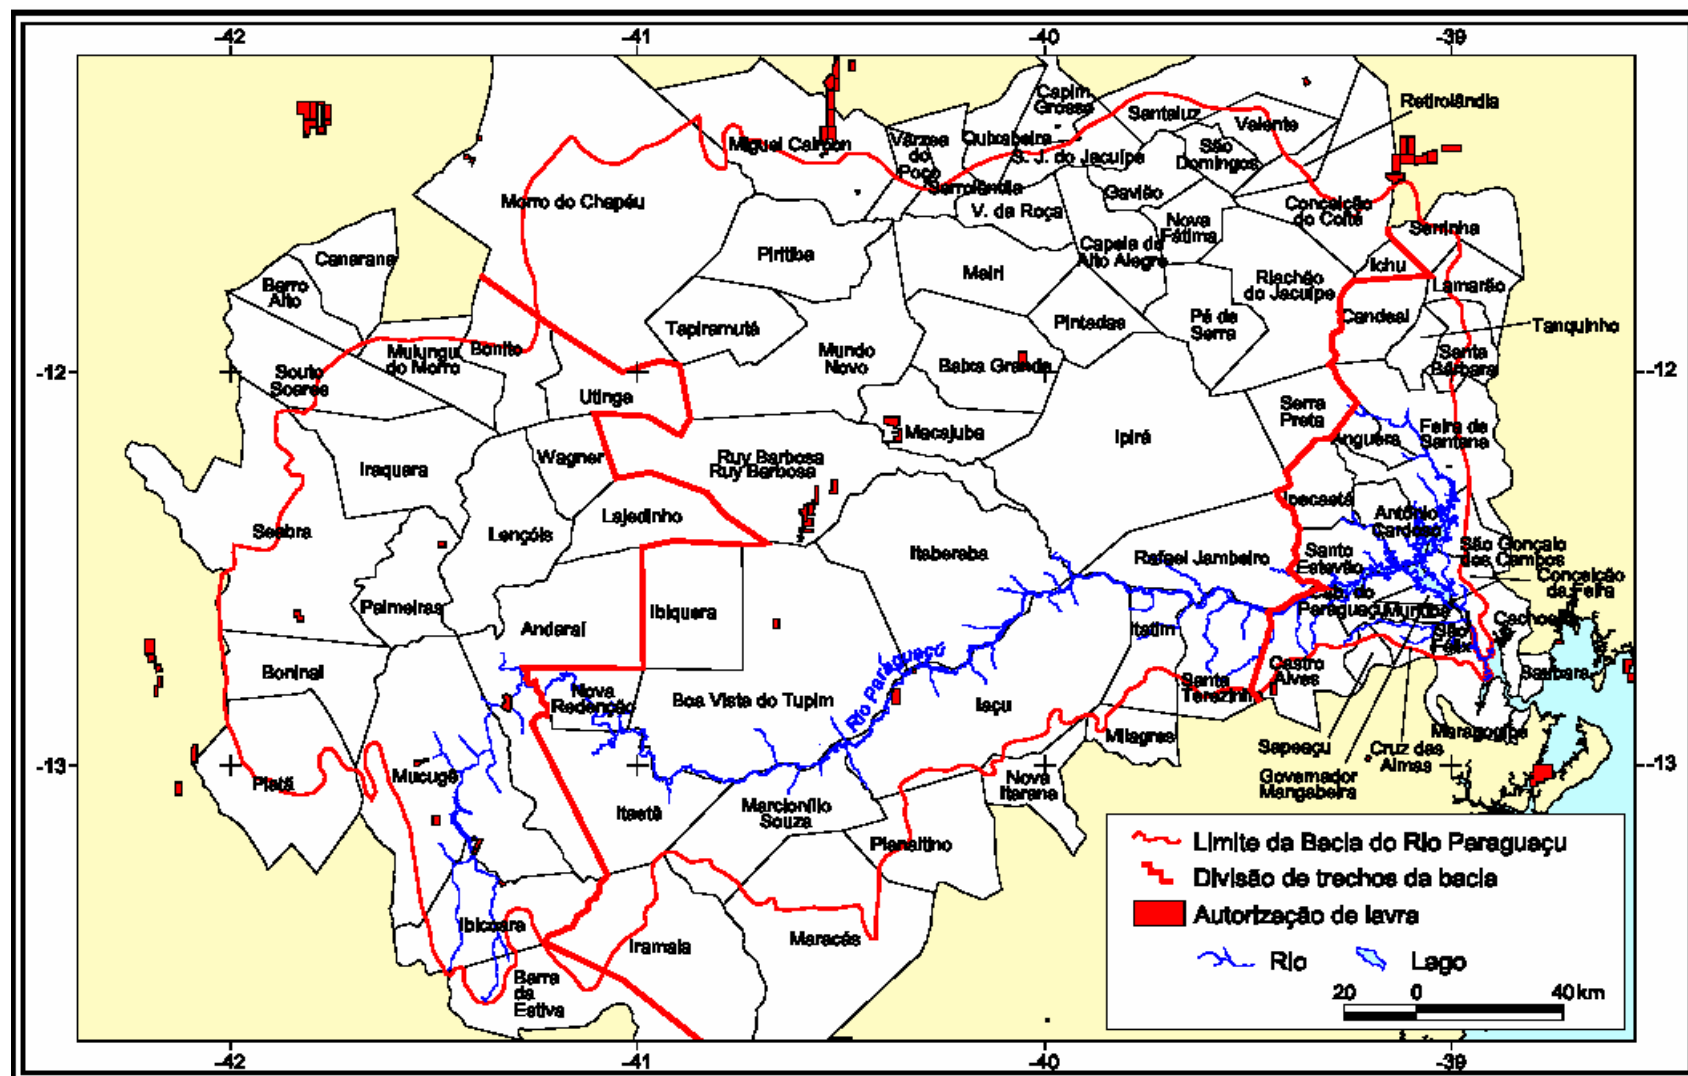 -42
-41
-40
-39
Capim
Grosso
Retirolândia
Santaluz
Valente
Miguel Calmon
Várzea
do
Poço
Quixabeira
S. J. do Jacuípe
São
Domingos
Serrolândia
Gavião
Morro do Chapéu
V. da Roça
Conceição
do Coité
Nova
Fátima
Serrinha
Canarana
Piritiba
Capela do
Alto Alegre
Ichu
Barro
Alto
Mairi
Riachão
do Jacuípe
Lamarão
Tapiramutá
Pintadas
Pé de
Serra
Candeal
Tanquinho
Mulungu
do Morro
Bonito
Mundo
Novo
Baixa Grande
Santa
Bárbara
-12
-12
Souto
Soares
Utinga
Serra
Preta
Macajuba
Ipirá
Anguera
Feira de
Santana
Iraquara
Wagner
Ruy Barbosa
Ruy Barbosa
Ipecaetá
Lajedinho
António
Cardoso
Seabra
Lençóis
Itaberaba
Rafael Jambeiro
Santo
Estevão
São Gonçalo
dos Campos
Conceição
da Feira
Palmeiras
Ibiquera
Cab. do
Paraguaçu
Muritiba
Cachoeira
Andaraí
Itatim
São
Félix
Rio Paraguaçú
Boninal
Castro
Alves
Saubara
Nova
Redenção
Boa Vista do Tupim
Iaçu
Santa
Terezinha
Milagres
Sapeaçu
Cruz das
Almas
Maragogipe
-13
-13
Piatã
Mucugê
Nova
Itarana
Governador
Mangabeira
Itaetê
Marcionílio
Souza
Planaltino
Ibicoara
Iramaia
Maracás
Barra
da
Estiva
Limite da Bacia do Rio Paraguaçu
Divisão de trechos da bacia
Autorização de lavra
Rio
Lago
20
0
40 km
-42
-41
-40
-39